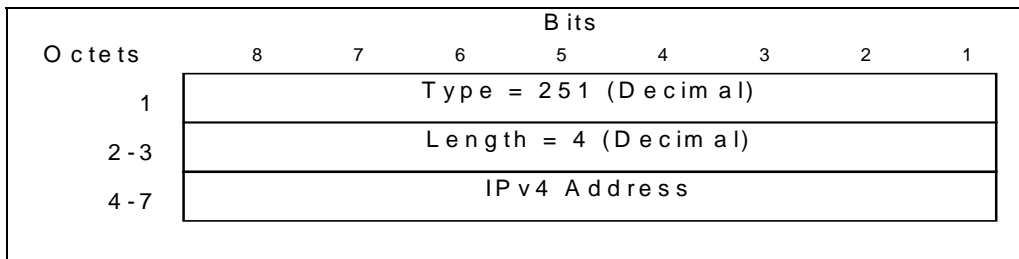 Bits
Octets 8 7 6 5 4 3 2 1
1 Type = 251 (Decimal)
2-3 Length = 4 (Decimal)
4-7 IPv4 Address